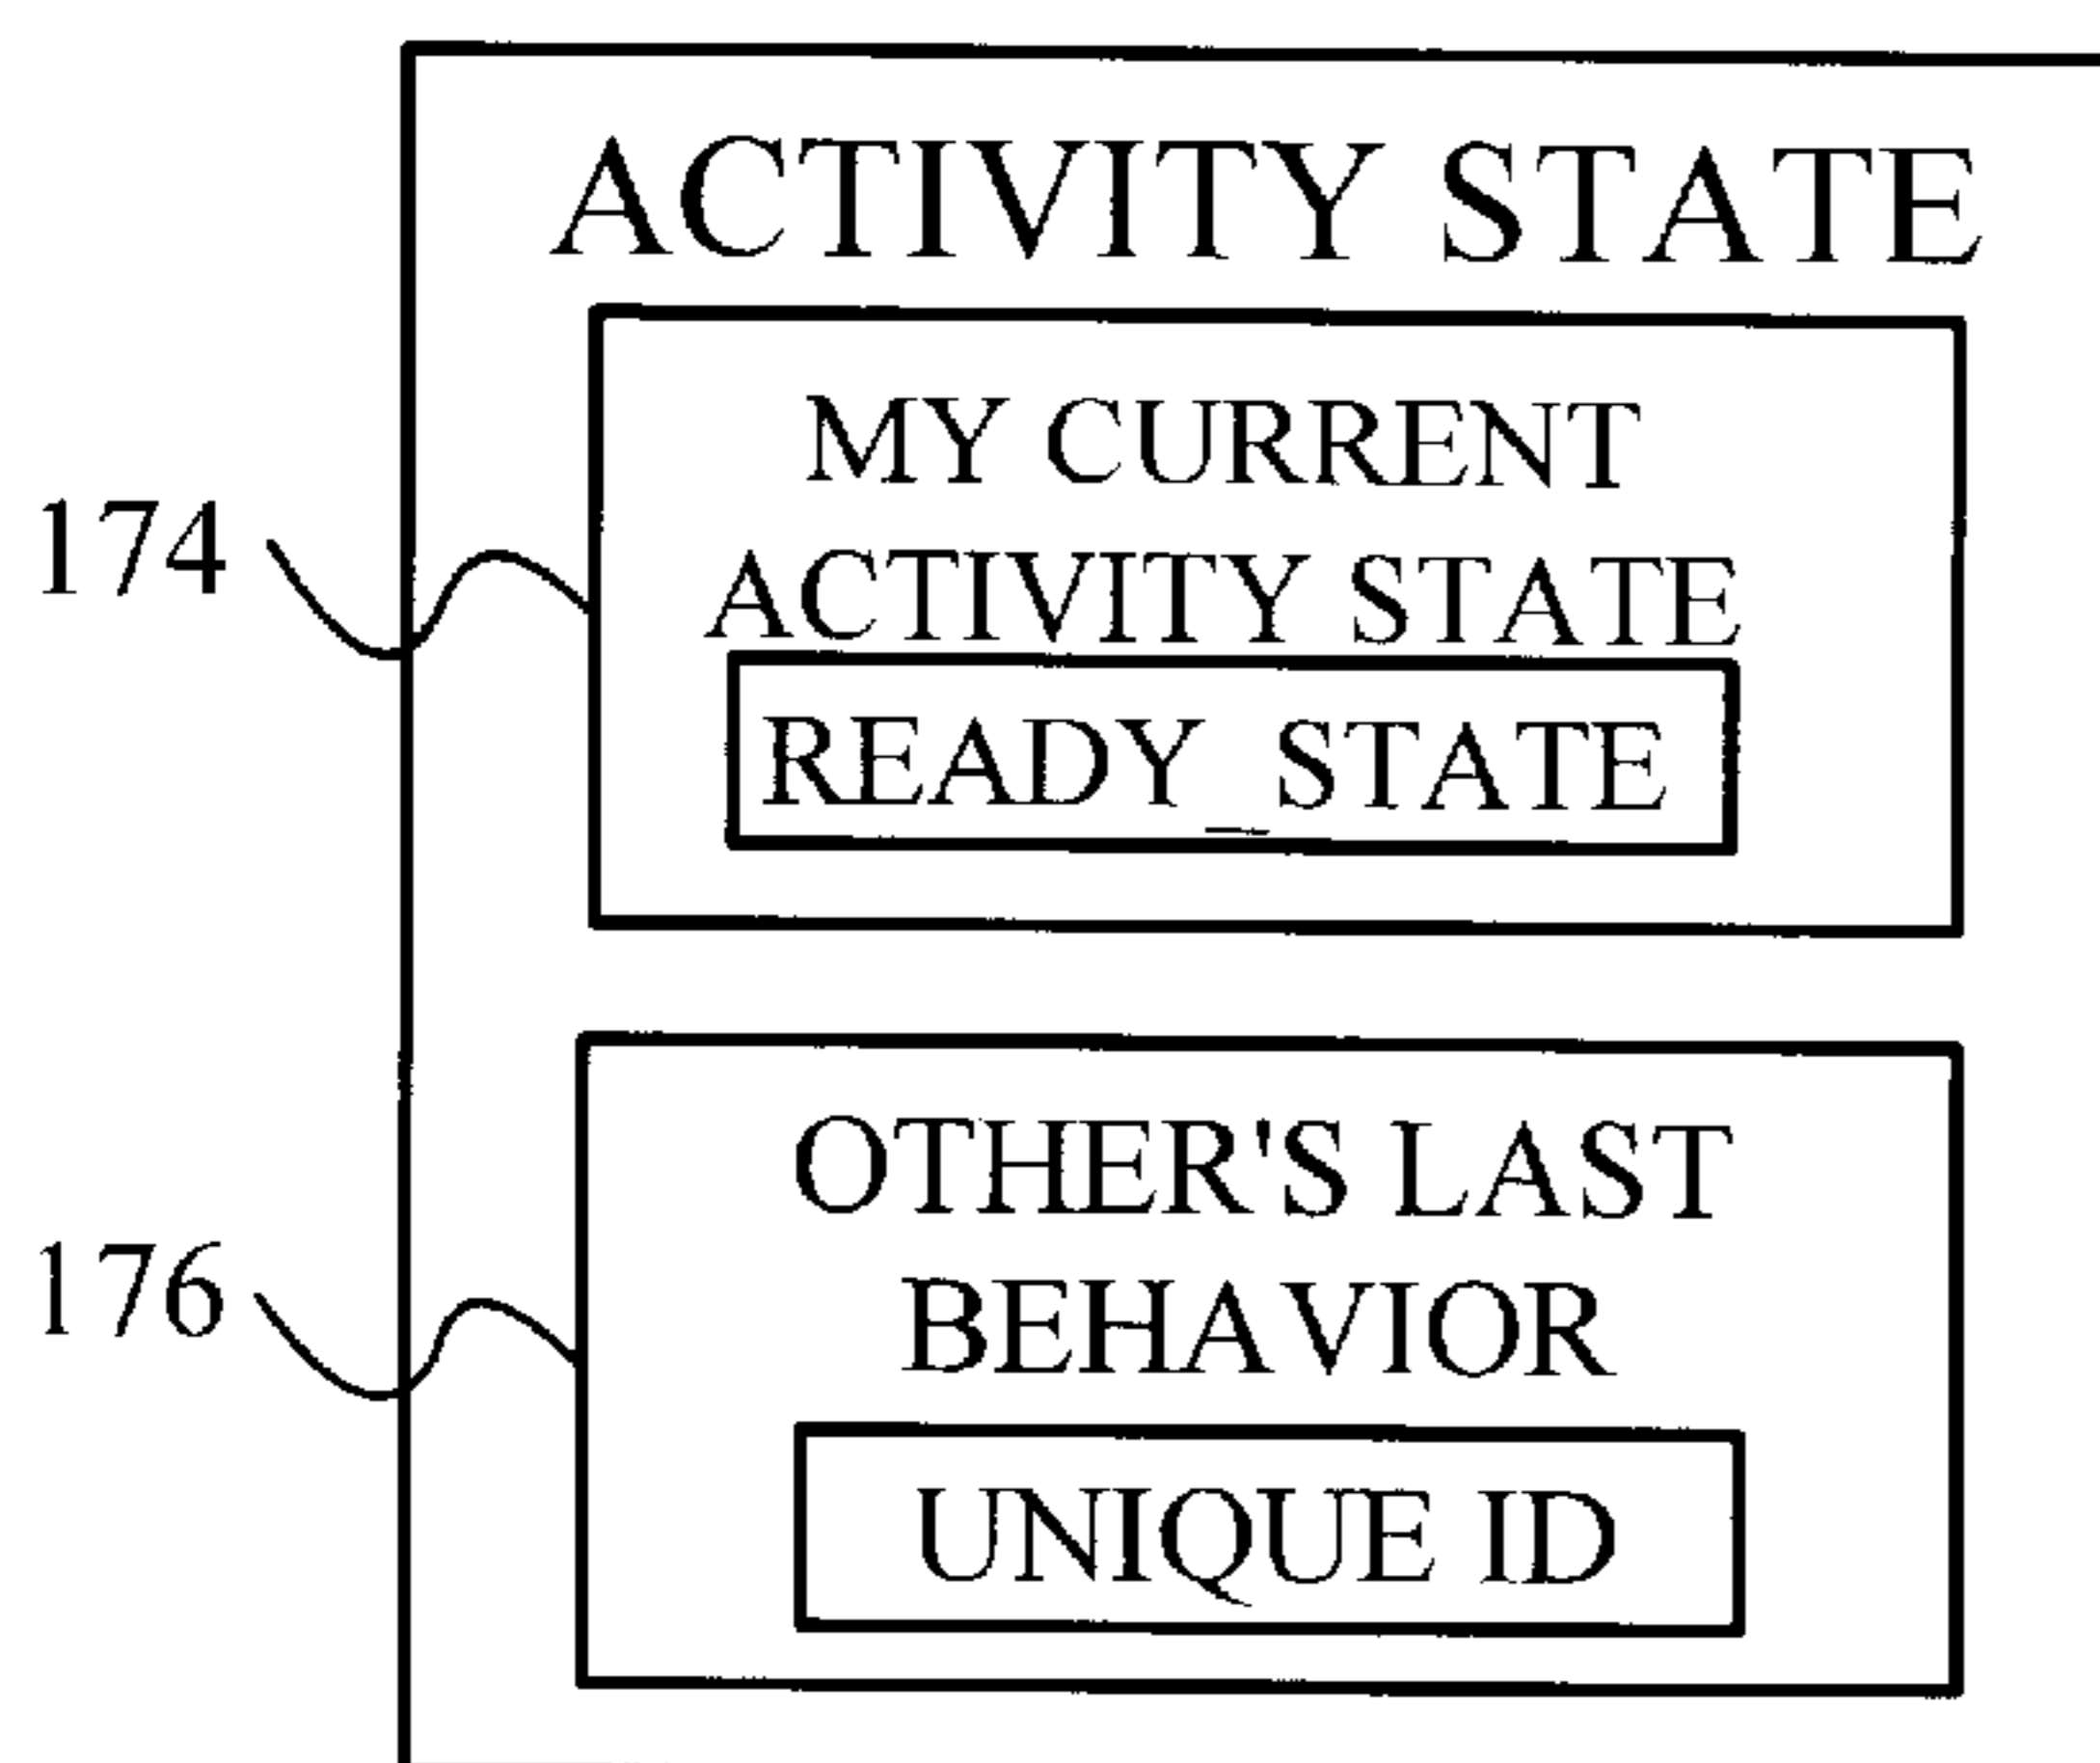 ACTIVITY STATE
MY CURRENT
174
ACTIVITY STATE
READY_STATE
OTHER'S LAST
176
BEHAVIOR
UNIQUE ID